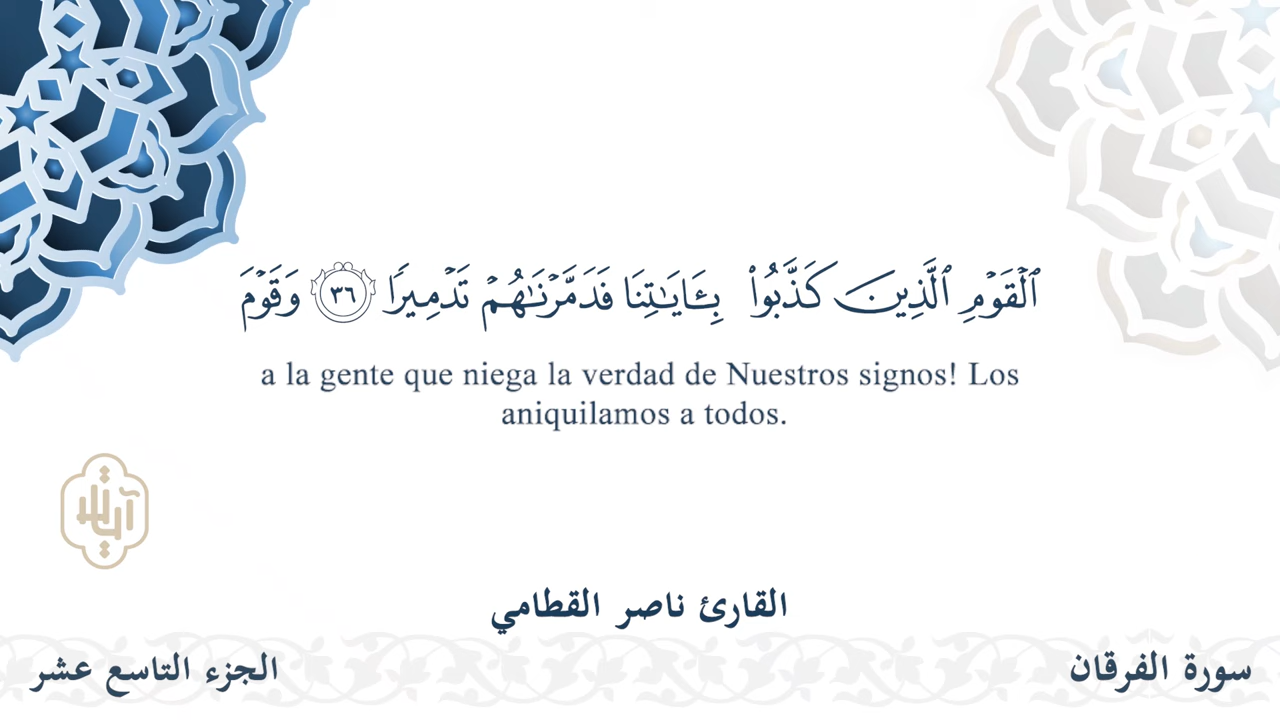 ٱلۡقَوۡمِ ٱلَّذِينَ كَذَّبُواْ بِـَٔايَٰتِنَا فَدَمَّرۡنَٰهُمۡ تَدۡمِيرٗا ٣٦ وَقَوۡمَ
a la gente que niega la verdad de Nuestros signos! Los
aniquilamos a todos.
القارئ ناصر القطامي
سورة الفرقان
الجزء التاسع عشر